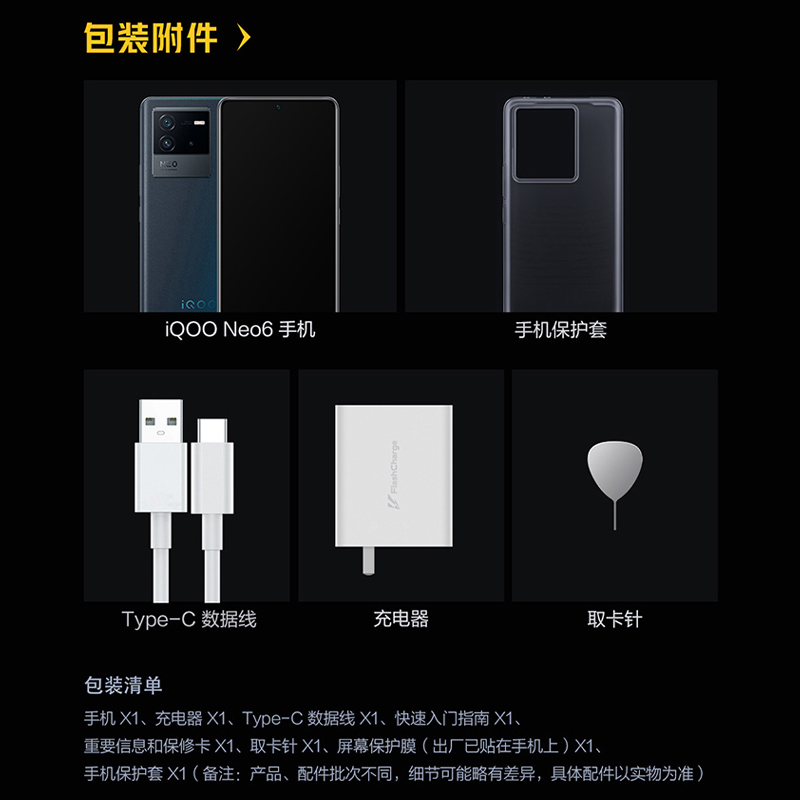 包装附件
NEO
iQOO
iQOO Neo6 手机
手机保护套
FlashCharge
Type-C 数据线
充电器
取卡针
包装清单
手机 X1、充电器 X1、Type-C 数据线 X1、快速入门指南 X1、
重要信息和保修卡 X1、取卡针 X1、屏幕保护膜（出厂已贴在手机上）X1、
手机保护套 X1（备注：产品、配件批次不同，细节可能略有差异，具体配件以实物为准）